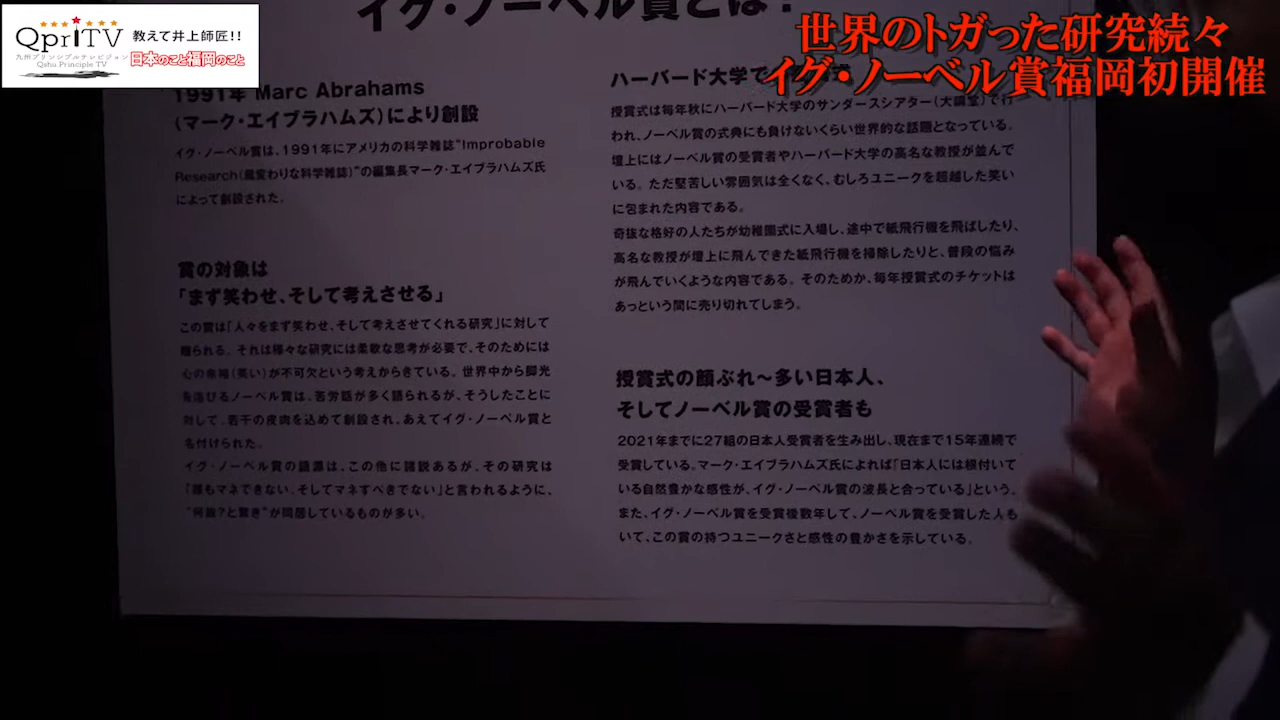 QpriTV
九州プリンシプルテレビジョン
Qshu Principle TV
教えて井上師匠!!
日本のこと福岡のこと
世界のトガった研究続々
イグ・ノーベル賞福岡初開催
イグ・ノーベル賞とは?
1991年 Marc Abrahams
(マーク・エイブラハムズ)により創設
イグ・ノーベル賞は、1991年にアメリカの科学雑誌"Improbable
Research(風変わりな科学雑誌)"の編集長マーク・エイブラハムズ氏
によって創設された。
賞の対象は
「まず笑わせ、そして考えさせる」
この賞は「人々をまず笑わせ、そして考えさせてくれる研究」に対して
贈られる。それは様々な研究には柔軟な思考が必要で、そのためには
心の余裕(笑い)が不可欠という考えからきている。世界中から脚光
を浴びるノーベル賞は、苦労話が多く語られるが、そうしたことに
対して、若干の皮肉を込めて創設され、あえてイグ・ノーベル賞と
名付けられた。
イグ・ノーベル賞の語源は、この他に諸説あるが、その研究は
「誰もマネできない、そしてマネすべきでない」と言われるように、
"何故?と驚き"が同居しているものが多い。
ハーバード大学で
授賞式は毎年秋にハーバード大学のサンダースシアター(大講堂)で行
われ、ノーベル賞の式典にも負けないくらい世界的な話題となっている。
壇上にはノーベル賞の受賞者やハーバード大学の高名な教授が並んで
いる。ただ堅苦しい雰囲気は全くなく、むしろユニークを超越した笑い
に包まれた内容である。
奇抜な格好の人たちが幼稚園式に入場し、途中で紙飛行機を飛ばしたり、
高名な教授が壇上に飛んできた紙飛行機を掃除したりと、普段の悩み
が飛んでいくような内容である。そのためか、毎年授賞式のチケットは
あっという間に売り切れてしまう。
授賞式の顔ぶれ~多い日本人、
そしてノーベル賞の受賞者も
2021年までに27組の日本人受賞者を生み出し、現在まで15年連続で
受賞している。マーク・エイブラハムズ氏によれば「日本人には根付いて
いる自然豊かな感性が、イグ・ノーベル賞の波長と合っている」という。
また、イグ・ノーベル賞を受賞後数年して、ノーベル賞を受賞した人も
いて、この賞の持つユニークさと感性の豊かさを示している。